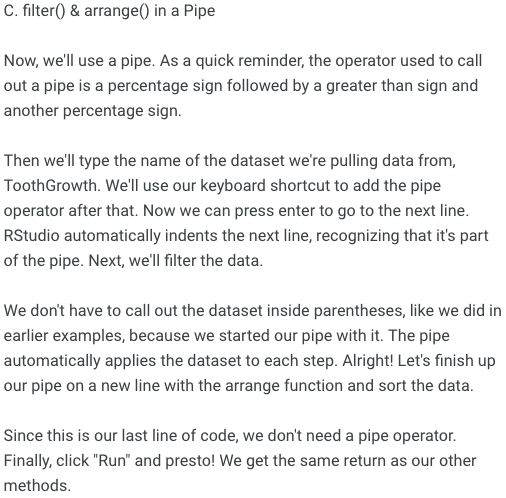 C. filter() & arrange() in a Pipe
Now, we'll use a pipe. As a quick reminder, the operator used to call
out a pipe is a percentage sign followed by a greater than sign and
another percentage sign.
Then we'll type the name of the dataset we're pulling data from,
ToothGrowth. We'll use our keyboard shortcut to add the pipe
operator after that. Now we can press enter to go to the next line.
RStudio automatically indents the next line, recognizing that it's part
of the pipe. Next, we'll filter the data.
We don't have to call out the dataset inside parentheses, like we did in
earlier examples, because we started our pipe with it. The pipe
automatically applies the dataset to each step. Alright! Let's finish up
our pipe on a new line with the arrange function and sort the data.
Since this is our last line of code, we don't need a pipe operator.
Finally, click "Run" and presto! We get the same return as our other
methods.